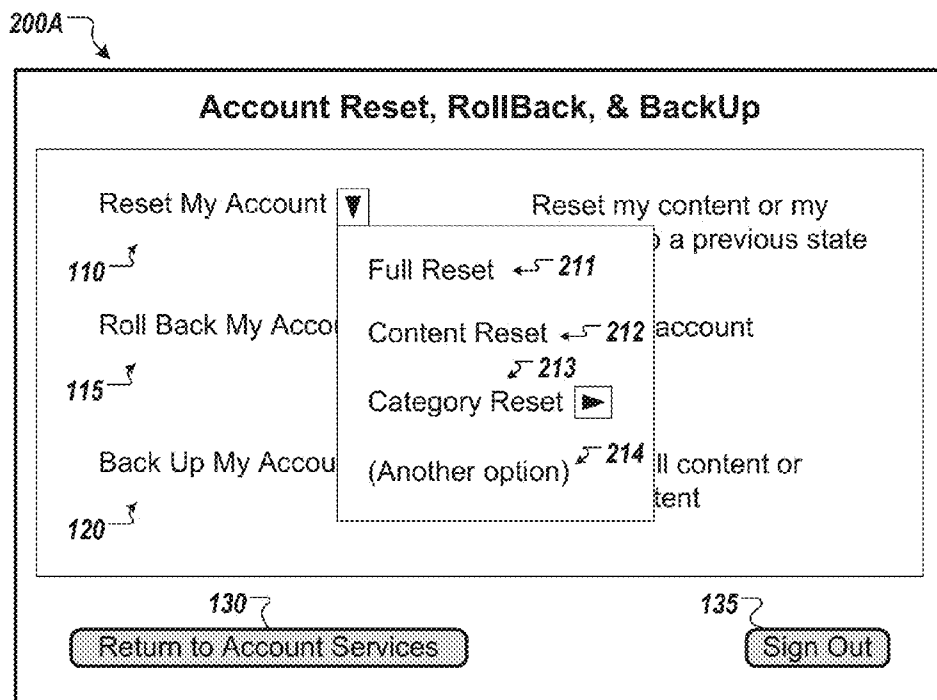 200A
Account Reset, RollBack, & BackUp
Reset My Account
Reset my content or my
a previous state
110
Full Reset
211
Roll Back My Accou
Content Reset
212
account
213
115
Category Reset
Back Up My Accou
(Another option)
214
ll content or
tent
120
130
135
Return to Account Services
Sign Out